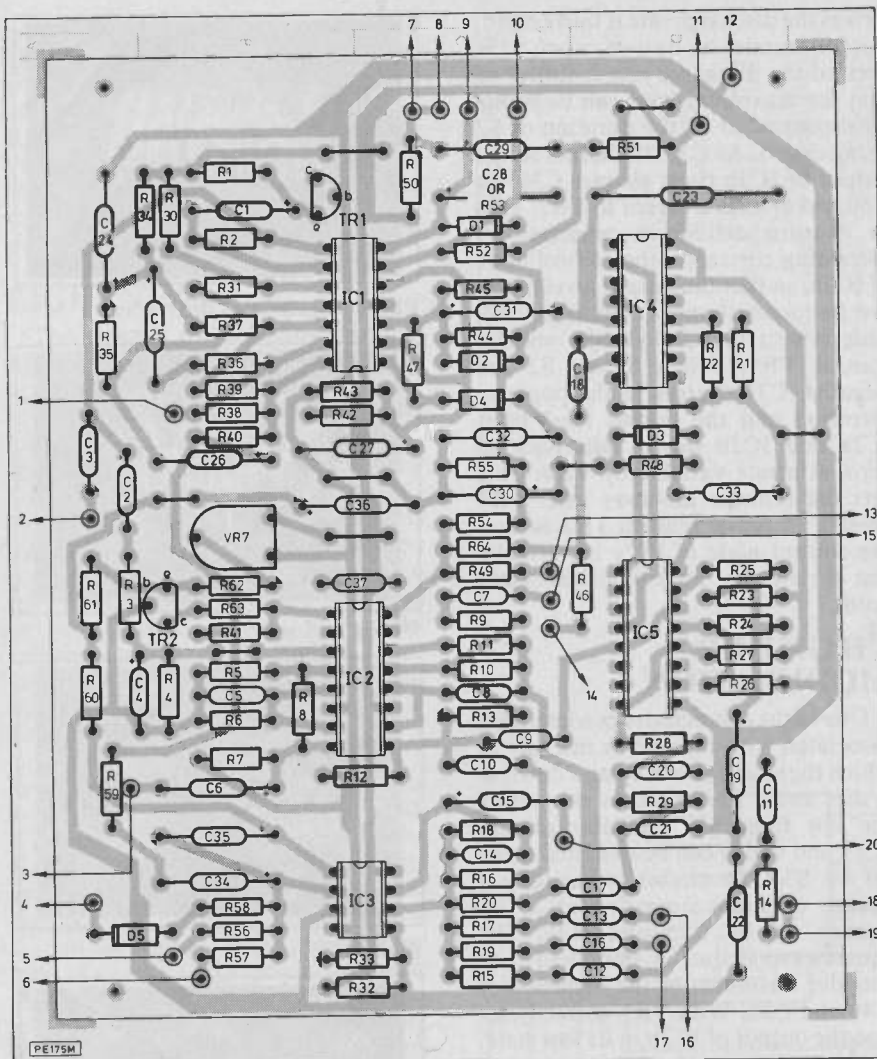 7 8 9 10 11 12
C29 R51
R1 R50
R34 R30 c C28 OR R53 C23
C24 C1 b
TR1
e
R2 D1
R52
IC1 IC4
R31 R45
C25 C31
R37 R44
R35 R47 D2 C18 R22 R21
R36
R39 R43 D4
1 R38 R42
R40 C32 D3
C3 C26 C27 R55 R48
C2 C36 C30 C33
2 13
VR7 R54 15
R64
C37 R49 R25
R61 R3 b e R62 C7 R46 R23
R63 R9 R24
TR2 c R41 R11 IC5 R27
R60 C4 R4 R5 IC2 R10 14 R26
C5 R8 C8
R6 R13
R7 C9 R28 C19
R59 R12 C10 C20 C11
C6 C15 R29
C35 R18 C21 20
3 C14
C34 R16 C17 R14
4 R58 IC3 R20 C13 C22 18
D5 R56 R17 C16 19
5 R57 R33 R19 C12
6 R32 R15
17 16
PE175M